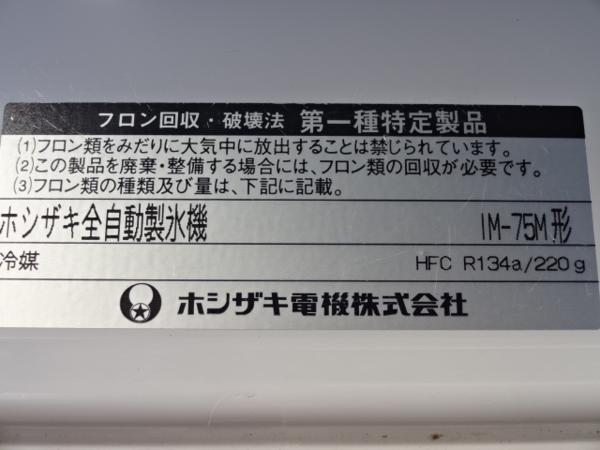 フロン回収・破壊法 第一種特定製品
(1)フロン類をみだりに大気中に放出することは禁じられています。
(2)この製品を廃棄・整備する場合には、フロン類の回収が必要です。
(3)フロン類の種類及び量は、下記に記載。
ホシザキ全自動製氷機 IM-75M形
冷媒 HFC R134a/220g
ホシザキ電機株式会社